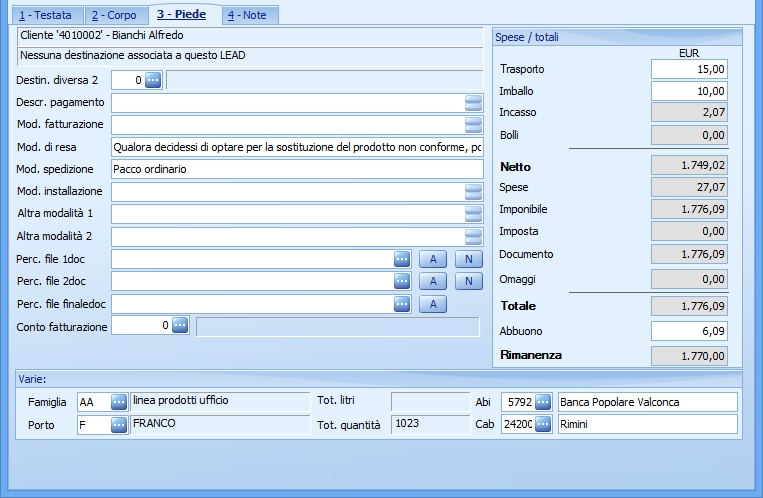 1 - Testata 2 - Corpo 3 - Piede 4 - Note
Cliente '4010002' - Bianchi Alfredo
Nessuna destinazione associata a questo LEAD
Destin. diversa 2 0
Descr. pagamento
Mod. fatturazione
Mod. di resa Qualora decidessi di optare per la sostituzione del prodotto non conforme, po
Mod. spedizione Pacco ordinario
Mod. installazione
Altra modalità 1
Altra modalità 2
Perc. file 1doc A N
Perc. file 2doc A N
Perc. file finaledoc A
Conto fatturazione 0
Spese / totali
EUR
Trasporto 15,00
Imballo 10,00
Incasso 2,07
Bolli 0,00
Netto 1.749,02
Spese 27,07
Imponibile 1.776,09
Imposta 0,00
Documento 1.776,09
Omaggi 0,00
Totale 1.776,09
Abbuono 6,09
Rimanenza 1.770,00
Varie:
Famiglia AA linea prodotti ufficio Tot. litri Abi 5792 Banca Popolare Valconca
Porto F FRANCO Tot. quantità 1023 Cab 24200 Rimini